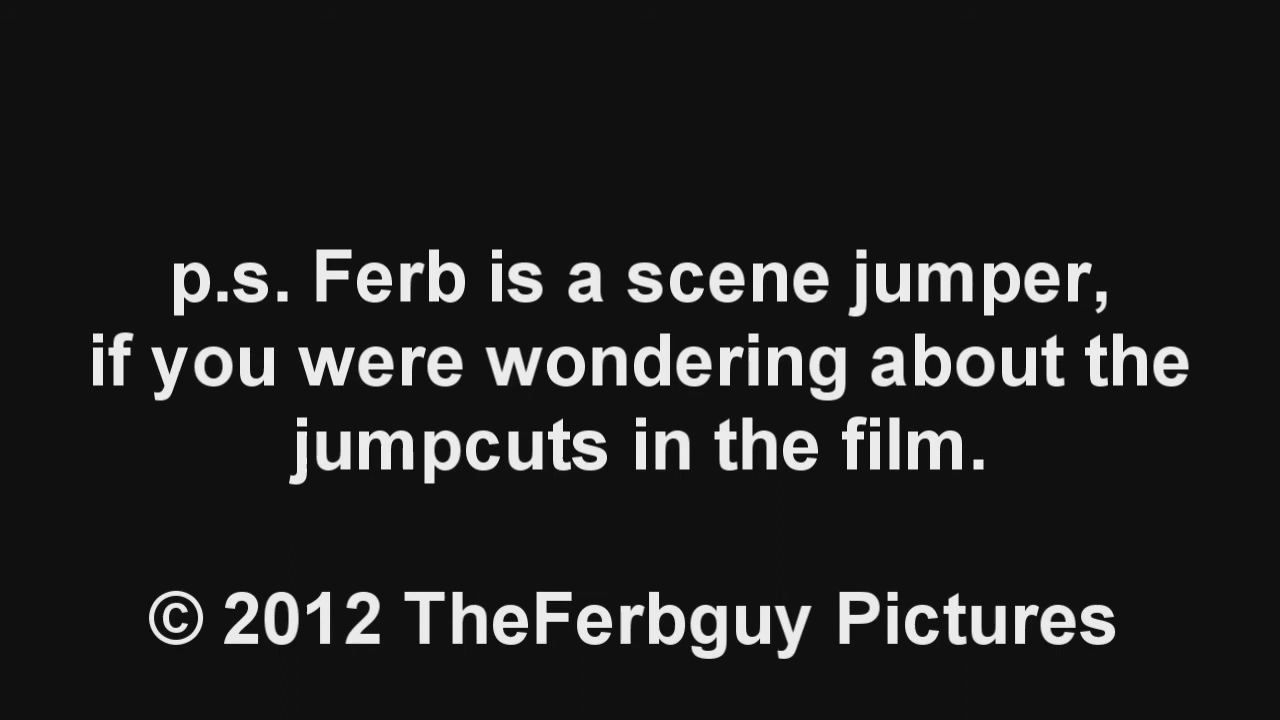 p.s. Ferb is a scene jumper,
if you were wondering about the
jumpcuts in the film.
© 2012 TheFerbguy Pictures